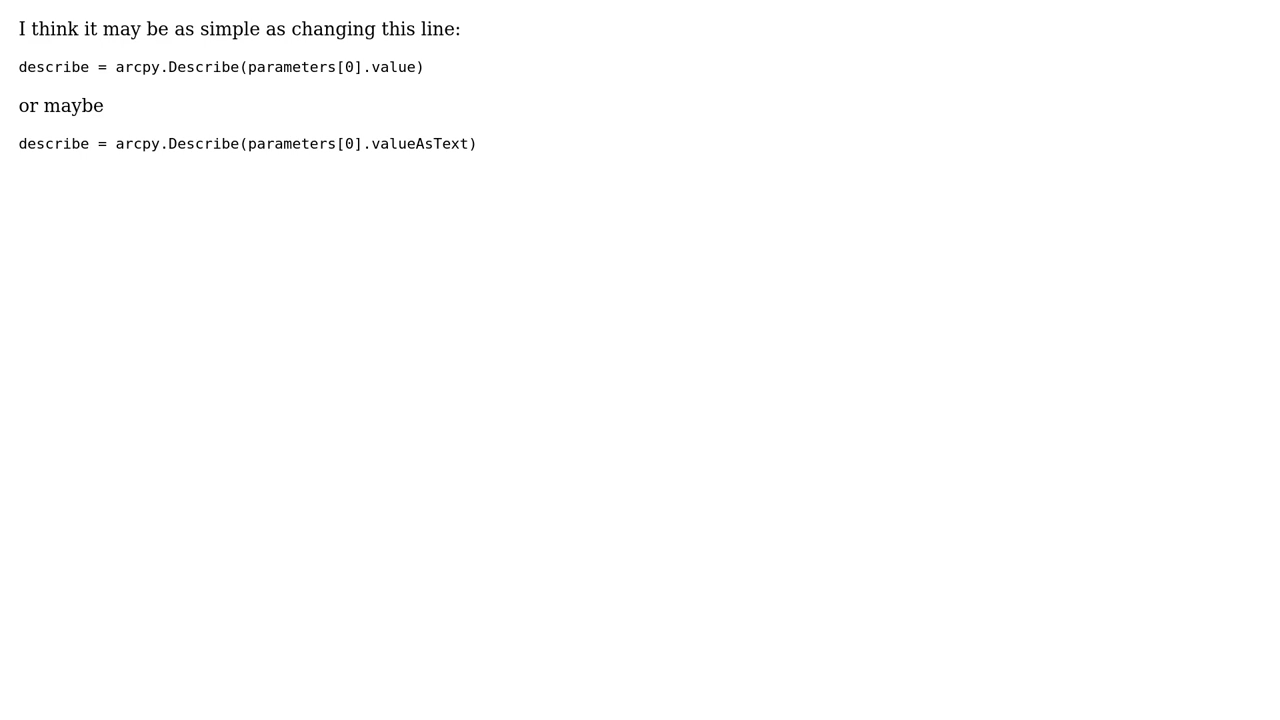 I think it may be as simple as changing this line:
describe = arcpy.Describe(parameters[0].value)
or maybe
describe = arcpy.Describe(parameters[0].valueAsText)